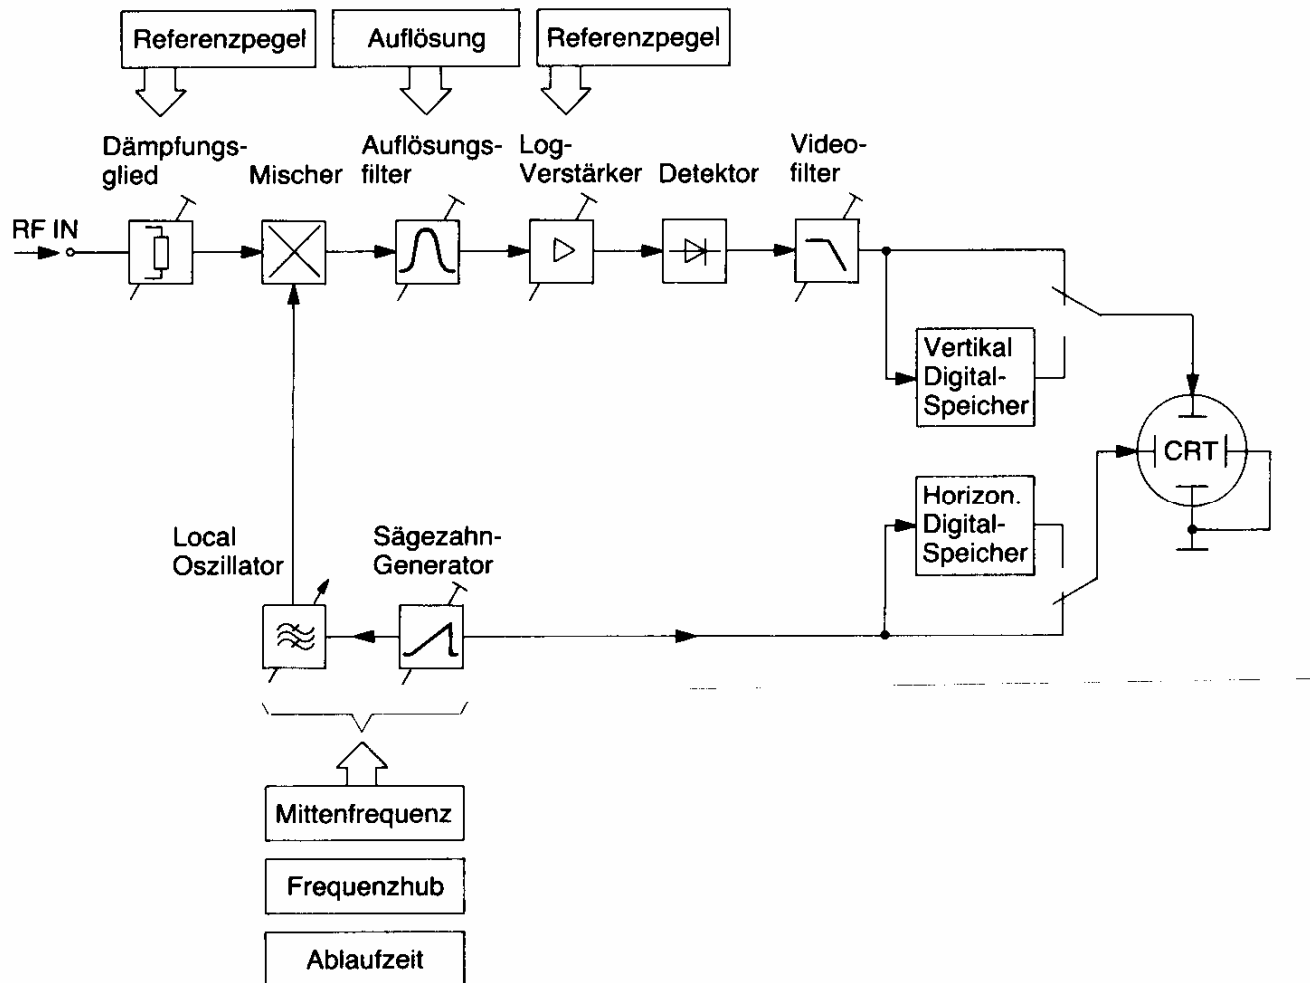 Referenzpegel
Auflösung
Referenzpegel
Dämpfungs-
glied
Mischer
Auflösungs-
filter
Log-
Verstärker
Detektor
Video-
filter
RF IN
Vertikal
Digital-
Speicher
CRT
Horizon.
Digital-
Speicher
Local
Oszillator
Sägezahn-
Generator
Mittenfrequenz
Frequenzhub
Ablaufzeit